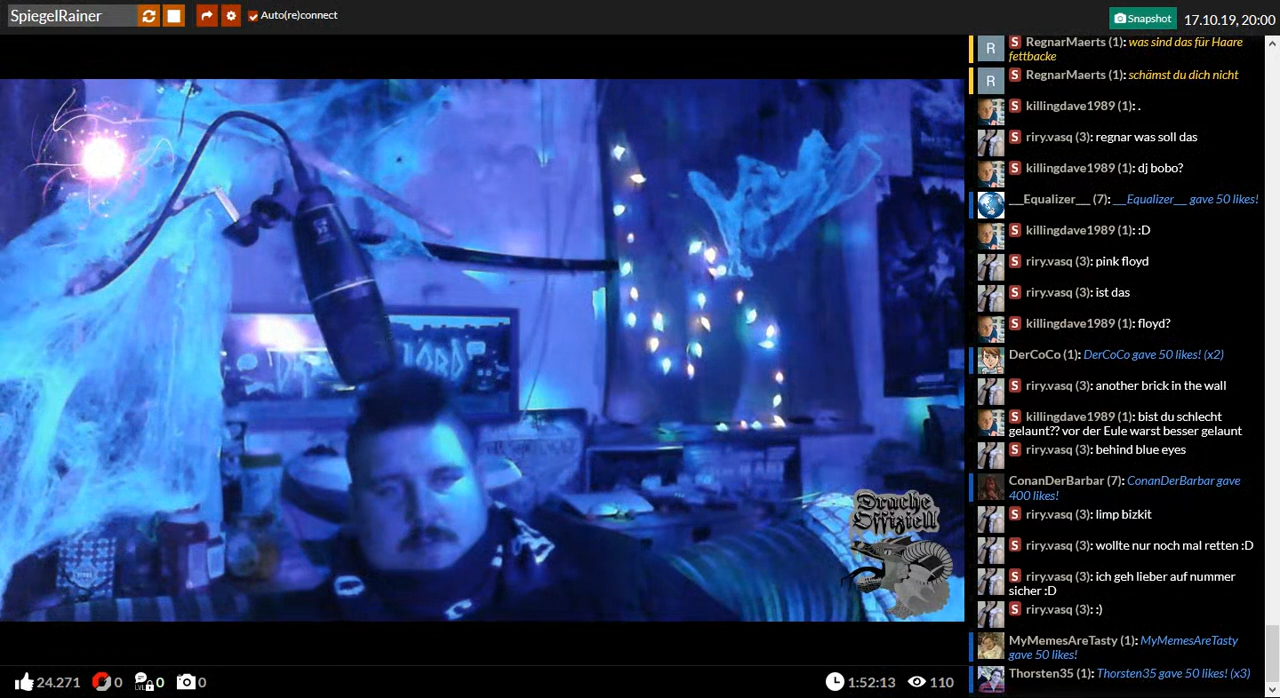 SpiegelRainer
Auto(re)connect
Snapshot
17.10.19, 20:00
R
S RegnarMaerts (1): was sind das für Haare
fettbacke
R
S RegnarMaerts (1): schämst du dich nicht
S killingdave1989 (1): .
S riry.vasq (3): regnar was soll das
S killingdave1989 (1): dj bobo?
__Equalizer__ (7): __Equalizer__ gave 50 likes!
S killingdave1989 (1): :D
S riry.vasq (3): pink floyd
S riry.vasq (3): ist das
S killingdave1989 (1): floyd?
DerCoCo (1): DerCoCo gave 50 likes! (x2)
S riry.vasq (3): another brick in the wall
S killingdave1989 (1): bist du schlecht
gelaunt?? vor der Eule warst besser gelaunt
S riry.vasq (3): behind blue eyes
ConanDerBarbar (7): ConanDerBarbar gave
400 likes!
S riry.vasq (3): limp bizkit
S riry.vasq (3): wollte nur noch mal retten :D
S riry.vasq (3): ich geh lieber auf nummer
sicher :D
S riry.vasq (3): :)
MyMemesAreTasty (1): MyMemesAreTasty
gave 50 likes!
Thorsten35 (1): Thorsten35 gave 50 likes! (x3)
Drache
Offiziell
24.271
0
LVL
0
0
1:52:13
110